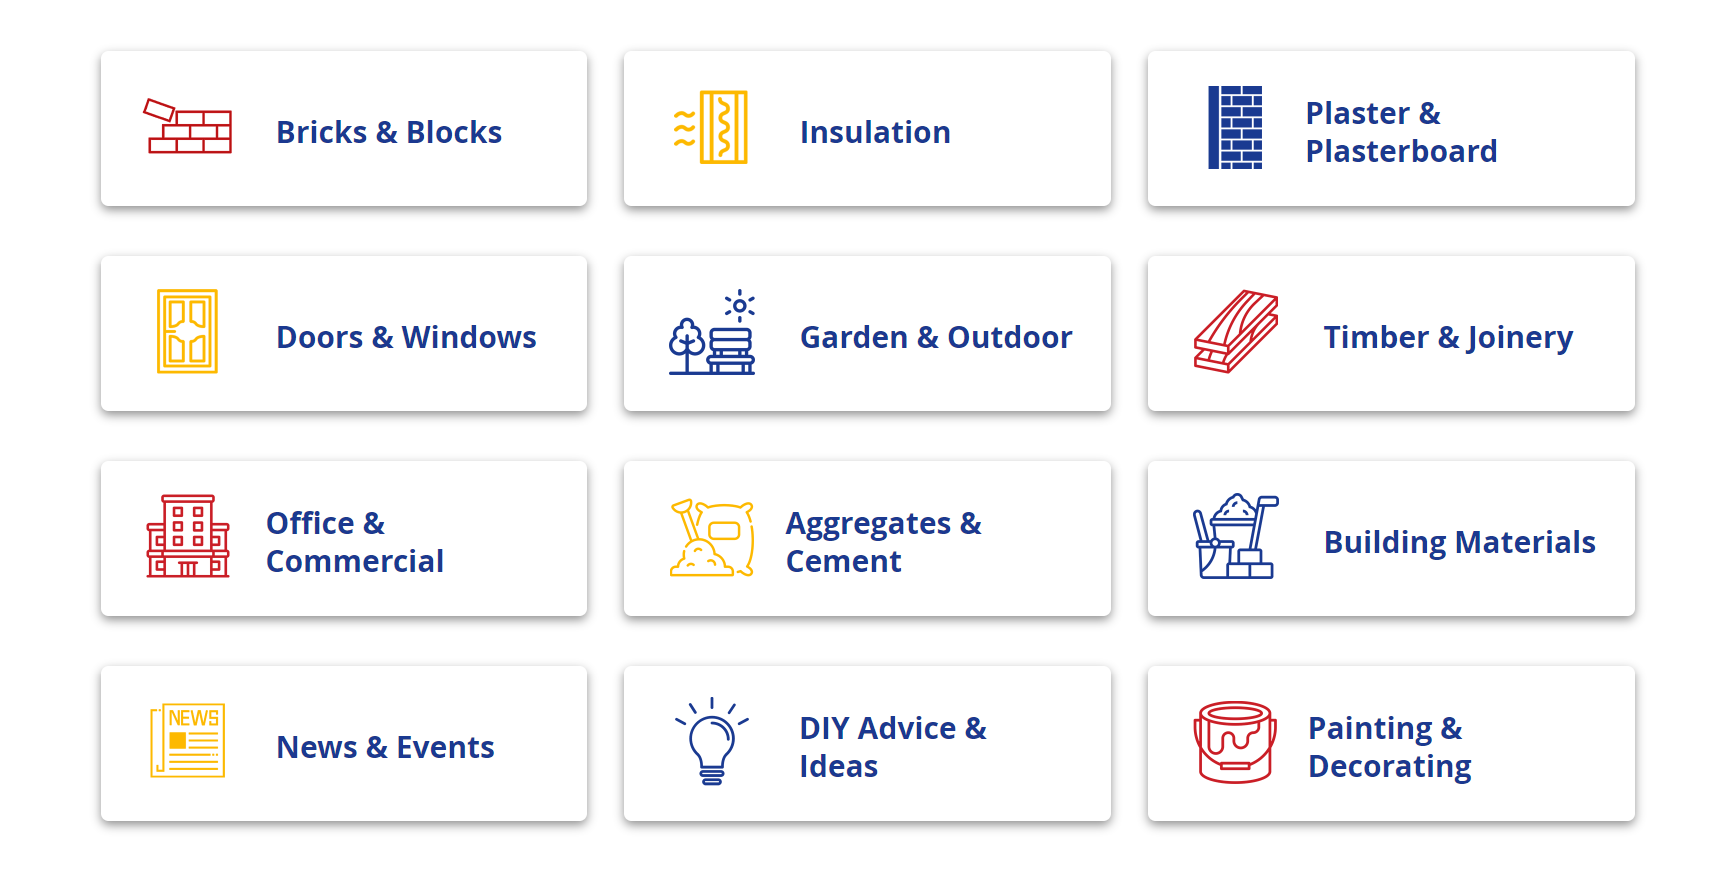 Bricks & Blocks
Insulation
Plaster &
Plasterboard
Doors & Windows
Garden & Outdoor
Timber & Joinery
Office &
Commercial
Aggregates &
Cement
Building Materials
NEWS
News & Events
DIY Advice &
Ideas
Painting &
Decorating